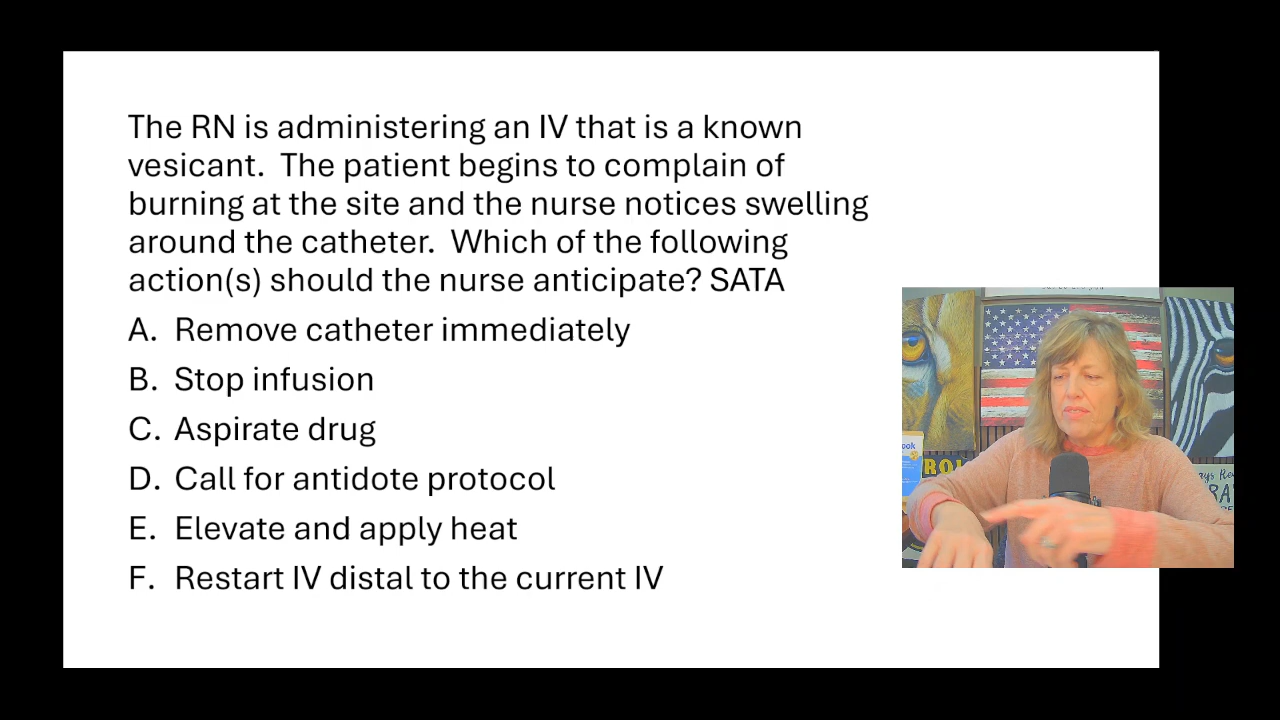 The RN is administering an IV that is a known
vesicant.  The patient begins to complain of
burning at the site and the nurse notices swelling
around the catheter.  Which of the following
action(s) should the nurse anticipate? SATA
A. Remove catheter immediately
B. Stop infusion
C. Aspirate drug
D. Call for antidote protocol
E. Elevate and apply heat
F. Restart IV distal to the current IV